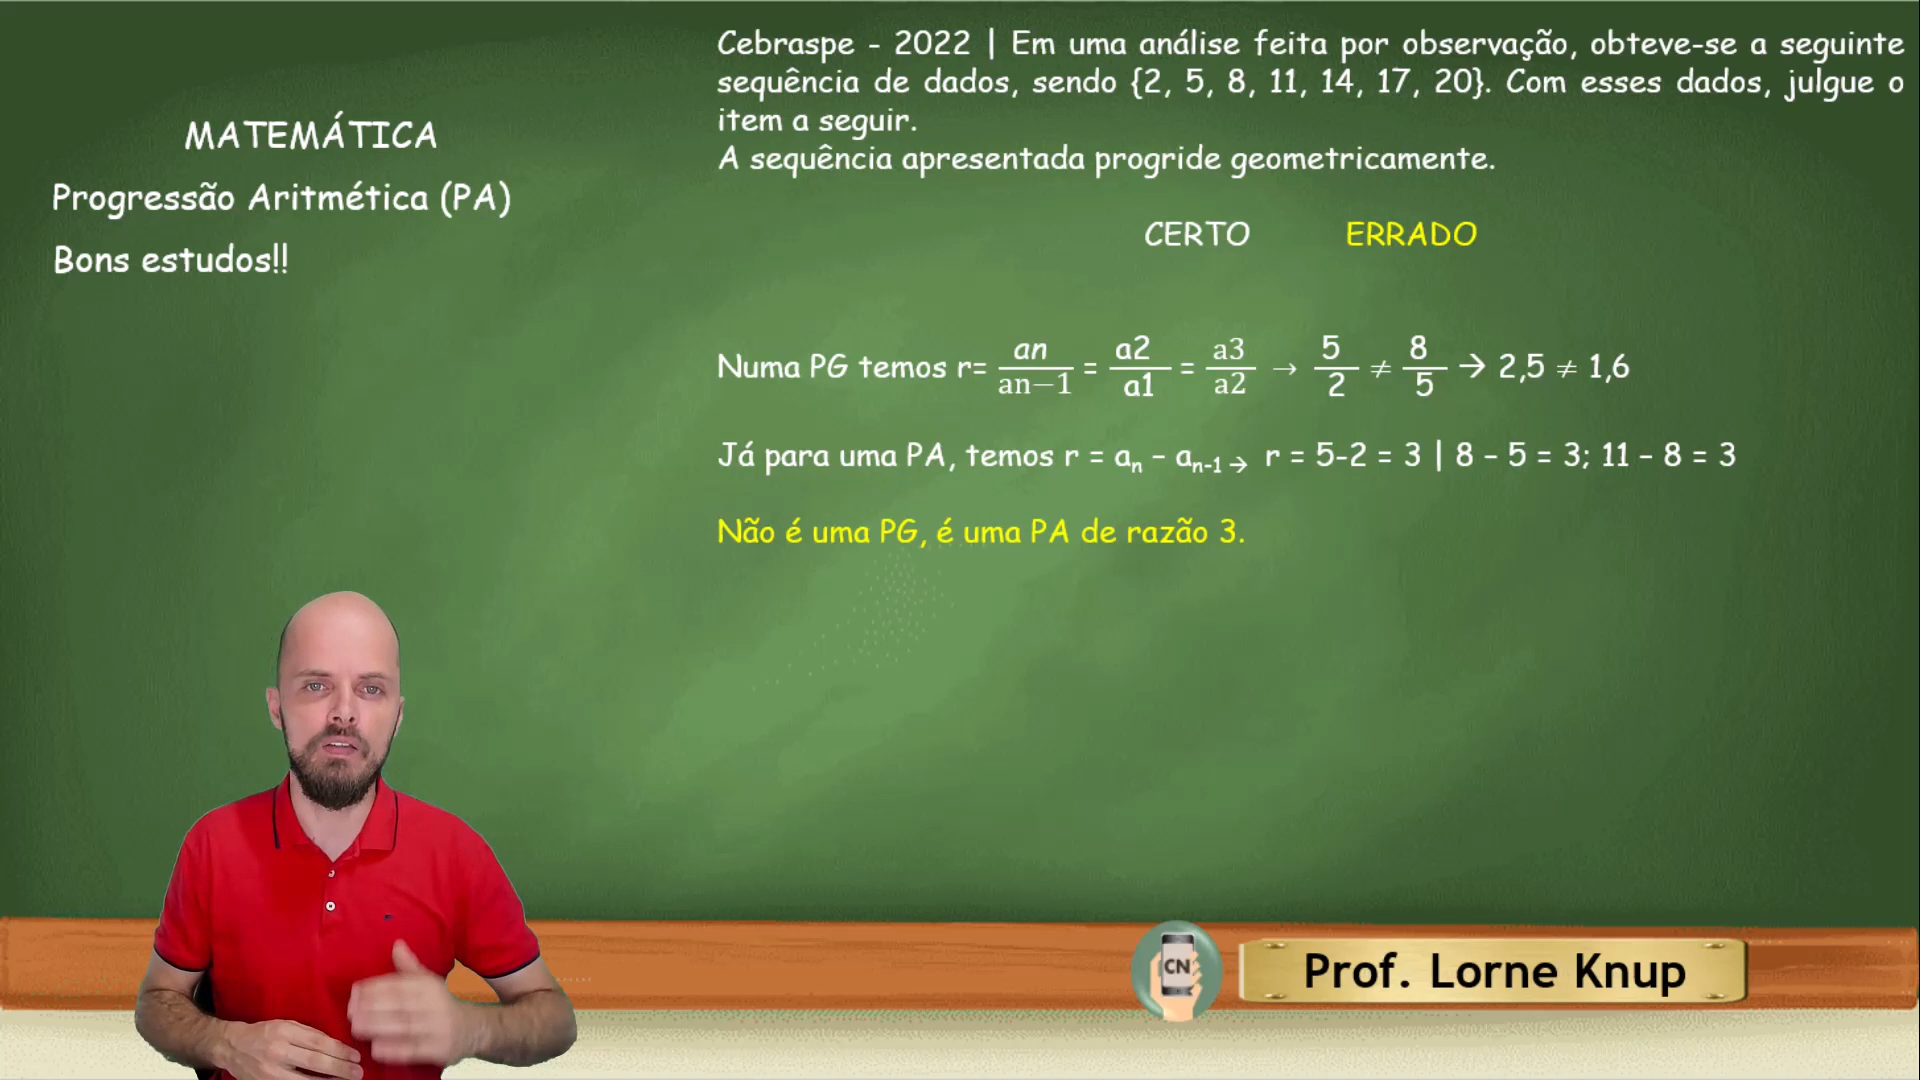 MATEMÁTICA
Progressão Aritmética (PA)
Bons estudos!!
Cebraspe - 2022 | Em uma análise feita por observação, obteve-se a seguinte
sequência de dados, sendo {2, 5, 8, 11, 14, 17, 20}. Com esses dados, julgue o
item a seguir.
A sequência apresentada progride geometricamente.
CERTO ERRADO
Numa PG temos r= an/an−1 = a2/a1 = a3/a2 → 5/2 ≠ 8/5 → 2,5 ≠ 1,6
Já para uma PA, temos r = an – an-1 → r = 5-2 = 3 | 8 – 5 = 3; 11 – 8 = 3
Não é uma PG, é uma PA de razão 3.
CN
Prof. Lorne Knup